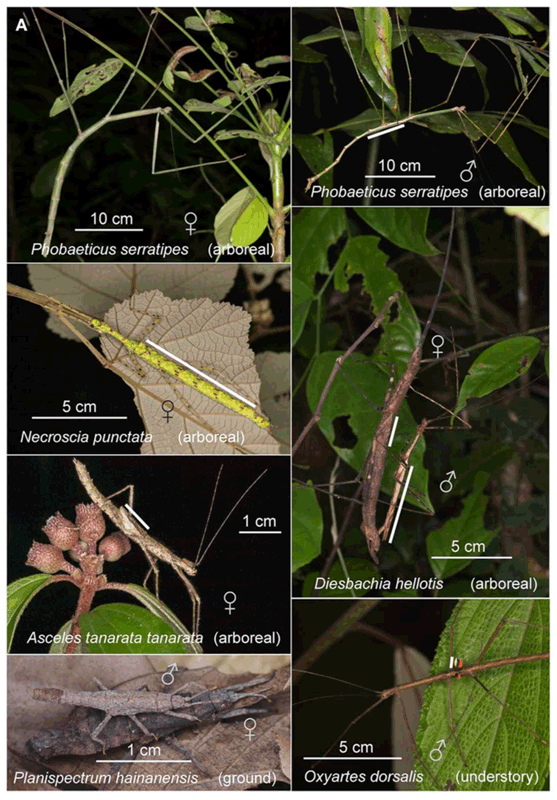 A
10 cm ♀
Phobaeticus serratipes (arboreal)
10 cm ♂
Phobaeticus serratipes (arboreal)
5 cm ♀
Necroscia punctata (arboreal)
♀
♂
5 cm
Diesbachia hellotis (arboreal)
1 cm
♀
Asceles tanarata tanarata (arboreal)
♂
♀
1 cm
Planispectrum hainanensis (ground)
5 cm ♂
Oxyartes dorsalis (understory)